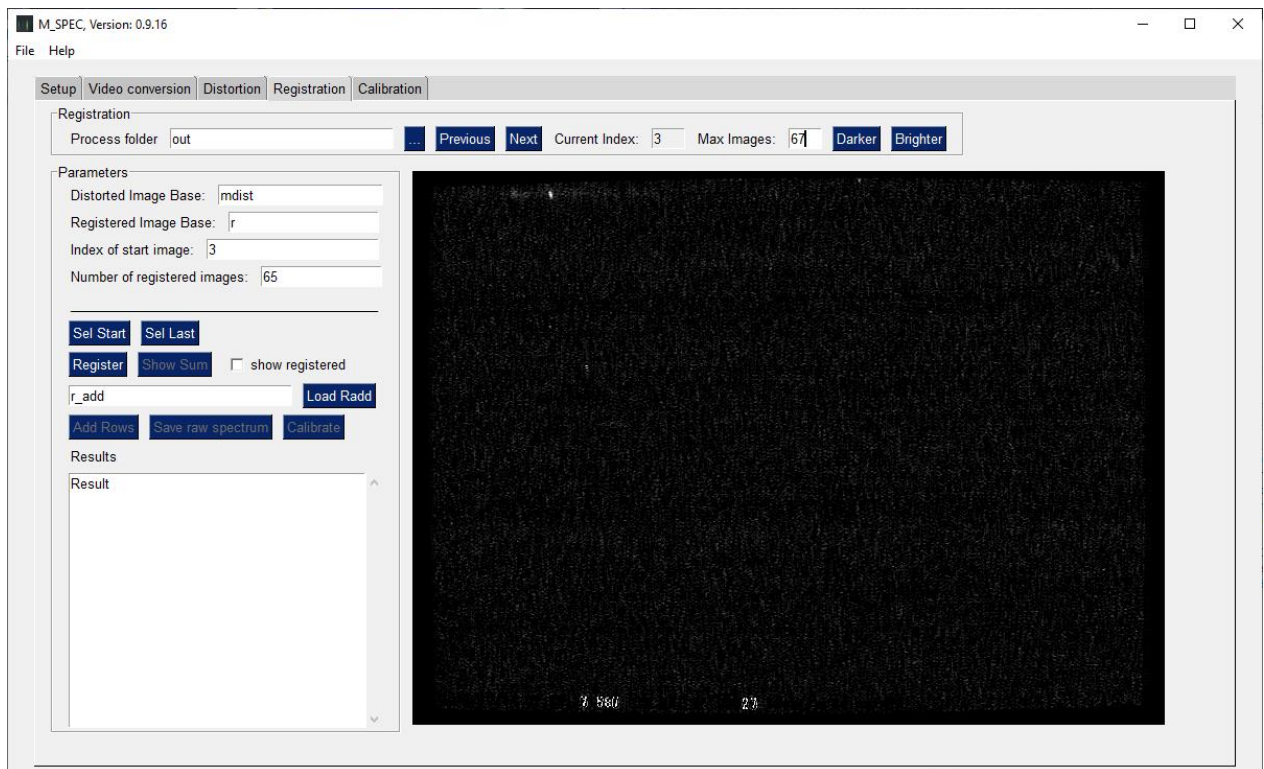 M_SPEC, Version: 0.9.16
File Help
Setup Video conversion Distortion Registration Calibration
Registration
Process folder out ... Previous Next Current Index: 3 Max Images: 67 Darker Brighter
Parameters
Distorted Image Base: mdist
Registered Image Base: r
Index of start image: 3
Number of registered images: 65
Sel Start Sel Last
Register Show Sum show registered
r_add Load Radd
Add Rows Save raw spectrum Calibrate
Results
Result